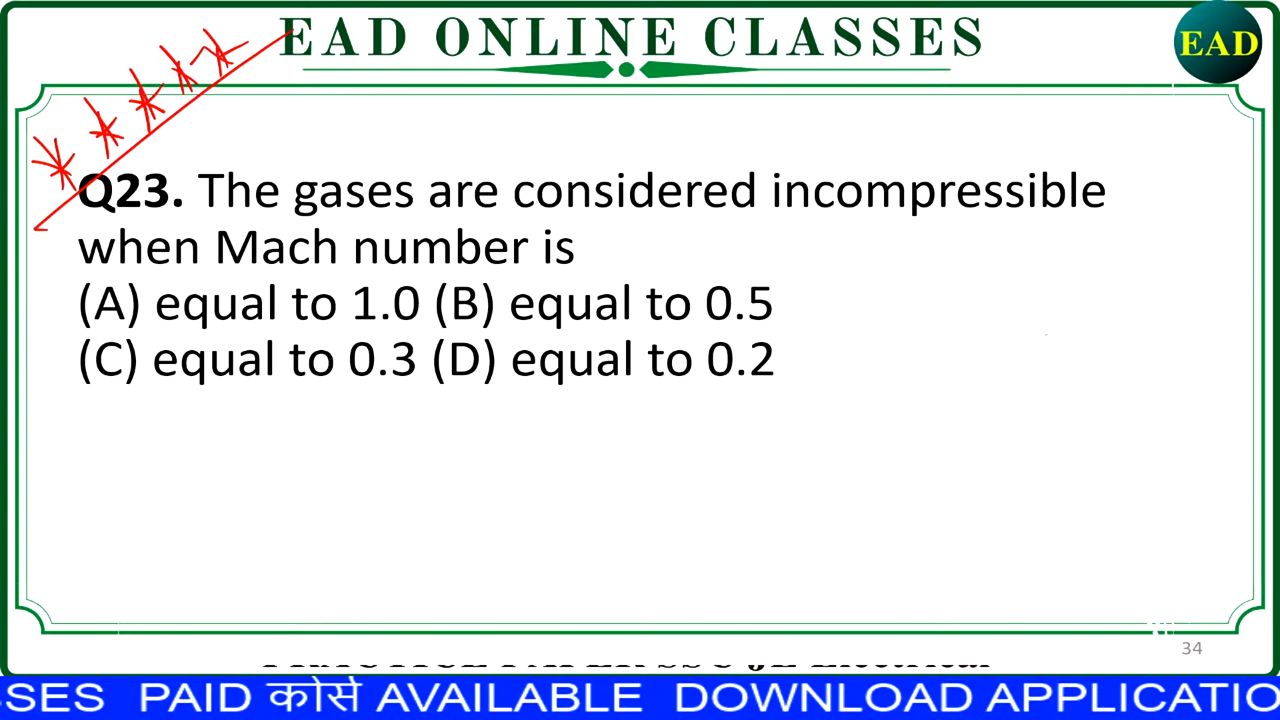 EAD ONLINE CLASSES
EAD
Q23. The gases are considered incompressible
when Mach number is
(A) equal to 1.0 (B) equal to 0.5
(C) equal to 0.3 (D) equal to 0.2
34
SES PAID कोर्स AVAILABLE DOWNLOAD APPLICATIO